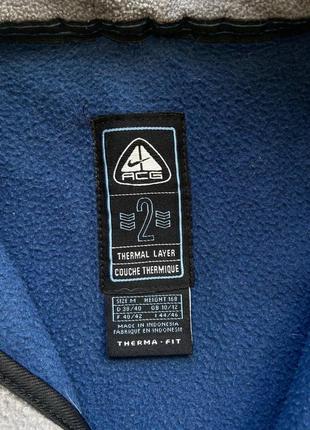 ACG
2
THERMAL LAYER
COUCHE THERMIQUE
SIZE M HEIGHT 168
D 38/40 GB 10/12
F 40/42 I 44/46
MADE IN INDONESIA
FABRIQUE EN INDONESIE
THERMA-FIT